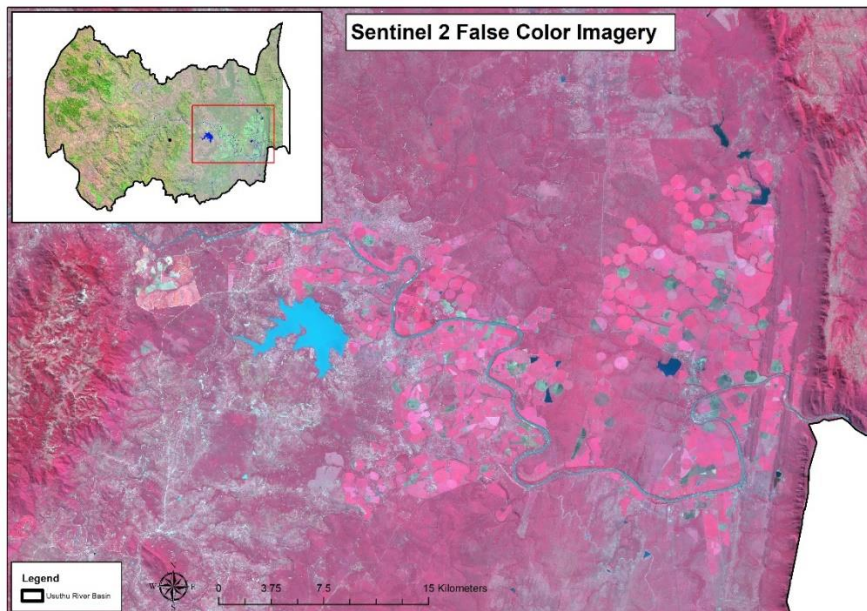 Sentinel 2 False Color Imagery
Legend
Usuthu River Basin
N
W E
S
0 3.75 7.5 15 Kilometers